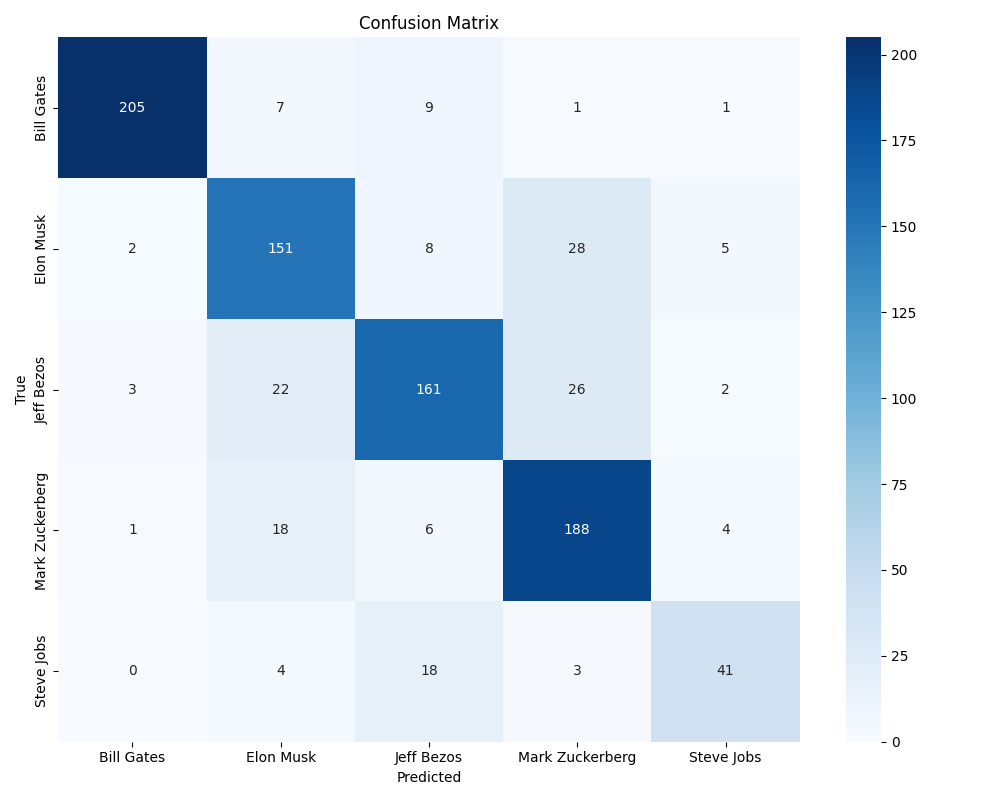 Confusion Matrix
Bill Gates
205 7 9 1 1
Elon Musk
2 151 8 28 5
Jeff Bezos
3 22 161 26 2
Mark Zuckerberg
1 18 6 188 4
Steve Jobs
0 4 18 3 41
True
Bill Gates Elon Musk Jeff Bezos Mark Zuckerberg Steve Jobs
Predicted
200
175
150
125
100
75
50
25
0